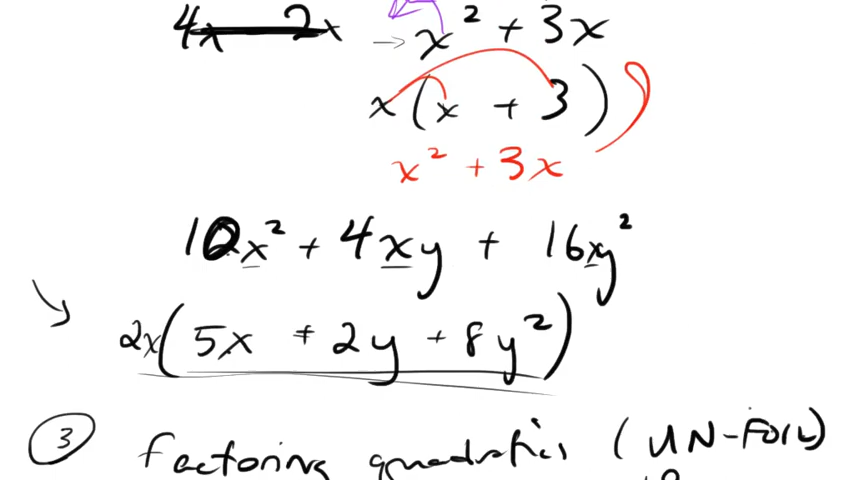 4x 2x → x² + 3x
x(x + 3)
x² + 3x
10x² + 4xy + 16xy²
2x(5x + 2y + 8y²)
③ factoring quadratics (UN-FOIL)